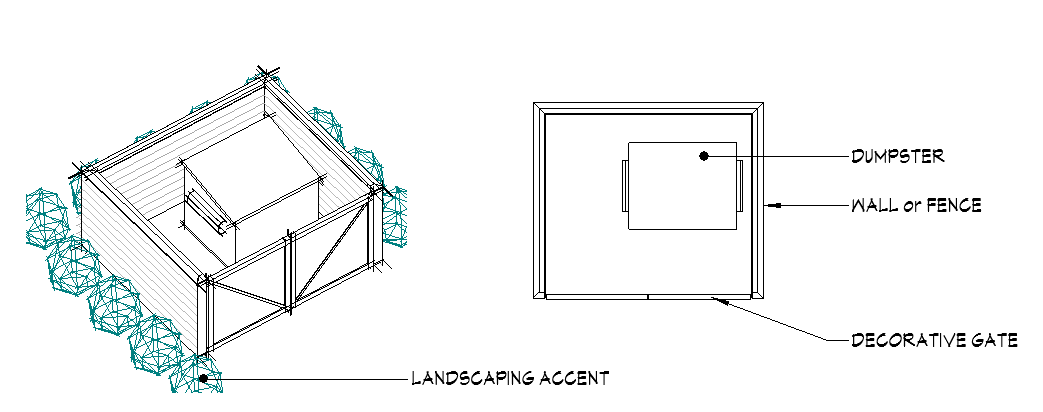 DUMPSTER
WALL or FENCE
DECORATIVE GATE
LANDSCAPING ACCENT